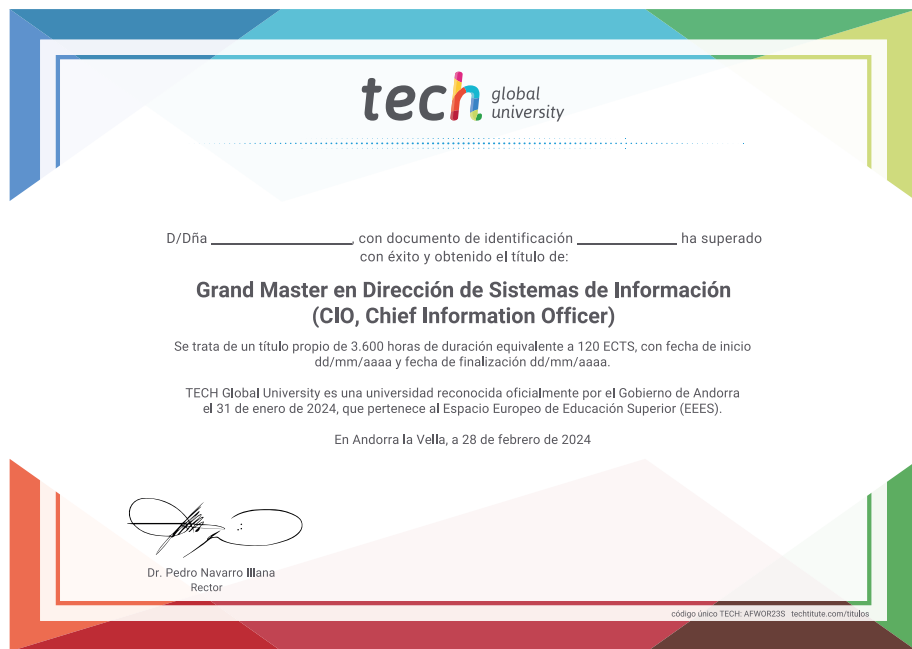 tech global university
D/Dña ____________, con documento de identificación ____________ ha superado
con éxito y obtenido el título de:
Grand Master en Dirección de Sistemas de Información
(CIO, Chief Information Officer)
Se trata de un título propio de 3.600 horas de duración equivalente a 120 ECTS, con fecha de inicio
dd/mm/aaaa y fecha de finalización dd/mm/aaaa.
TECH Global University es una universidad reconocida oficialmente por el Gobierno de Andorra
el 31 de enero de 2024, que pertenece al Espacio Europeo de Educación Superior (EEES).
En Andorra la Vella, a 28 de febrero de 2024
Dr. Pedro Navarro Illana
Rector
código único TECH: AFWOR23S techtitute.com/titulos